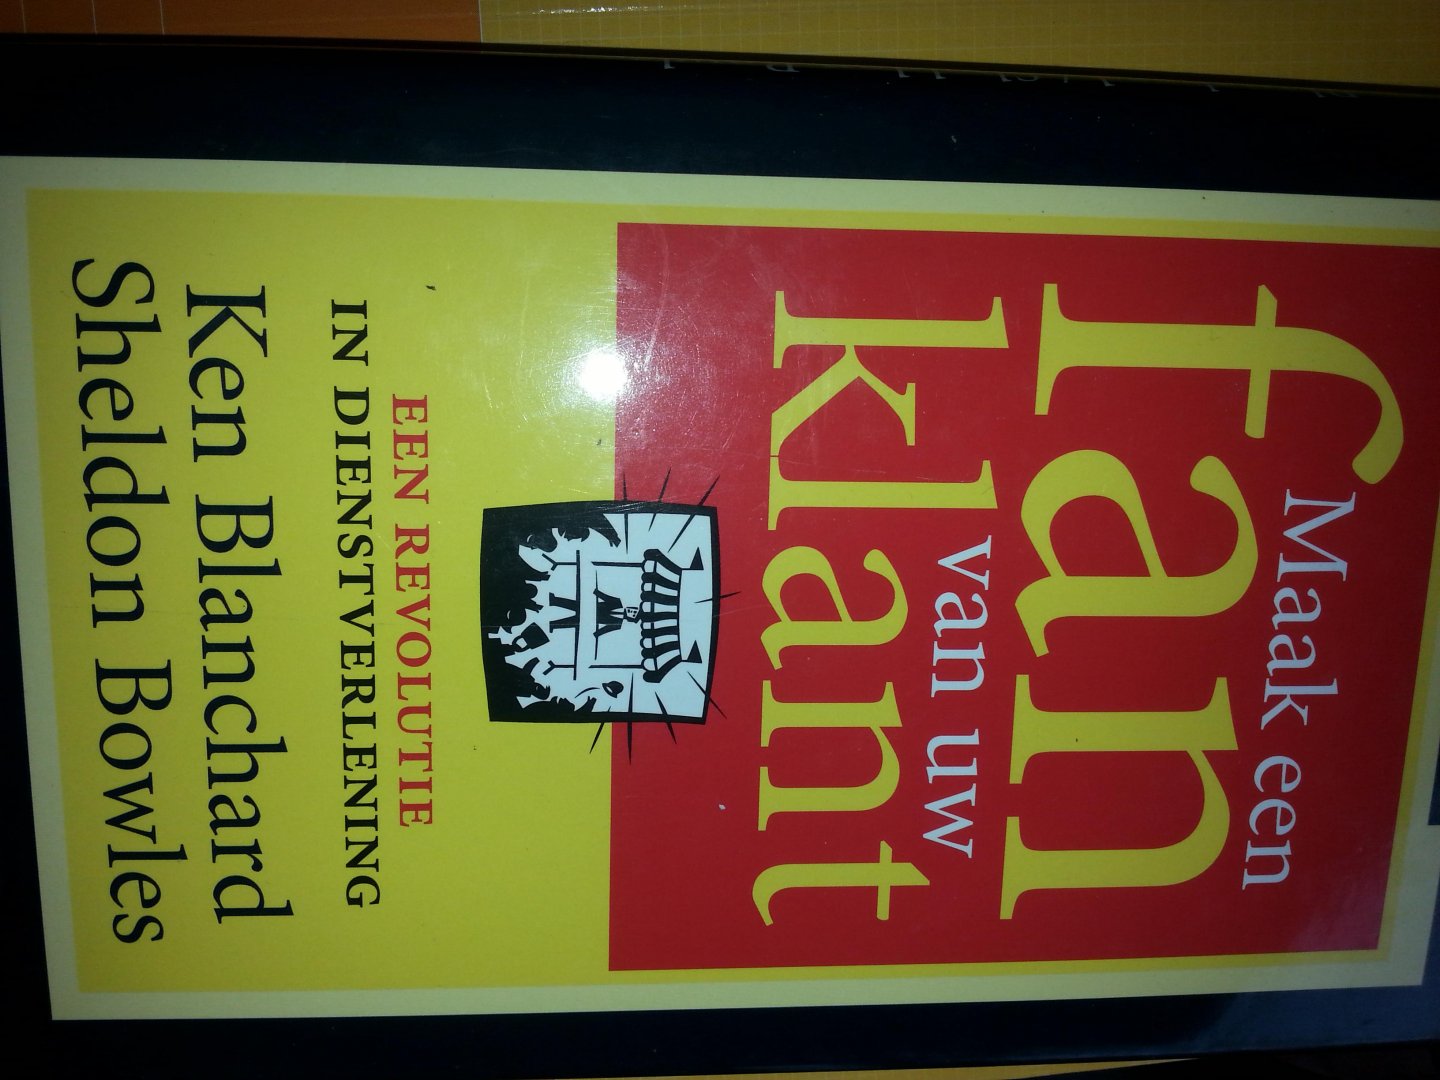 Maak een
fan
van uw
klant
EEN REVOLUTIE
IN DIENSTVERLENING
Ken Blanchard
Sheldon Bowles